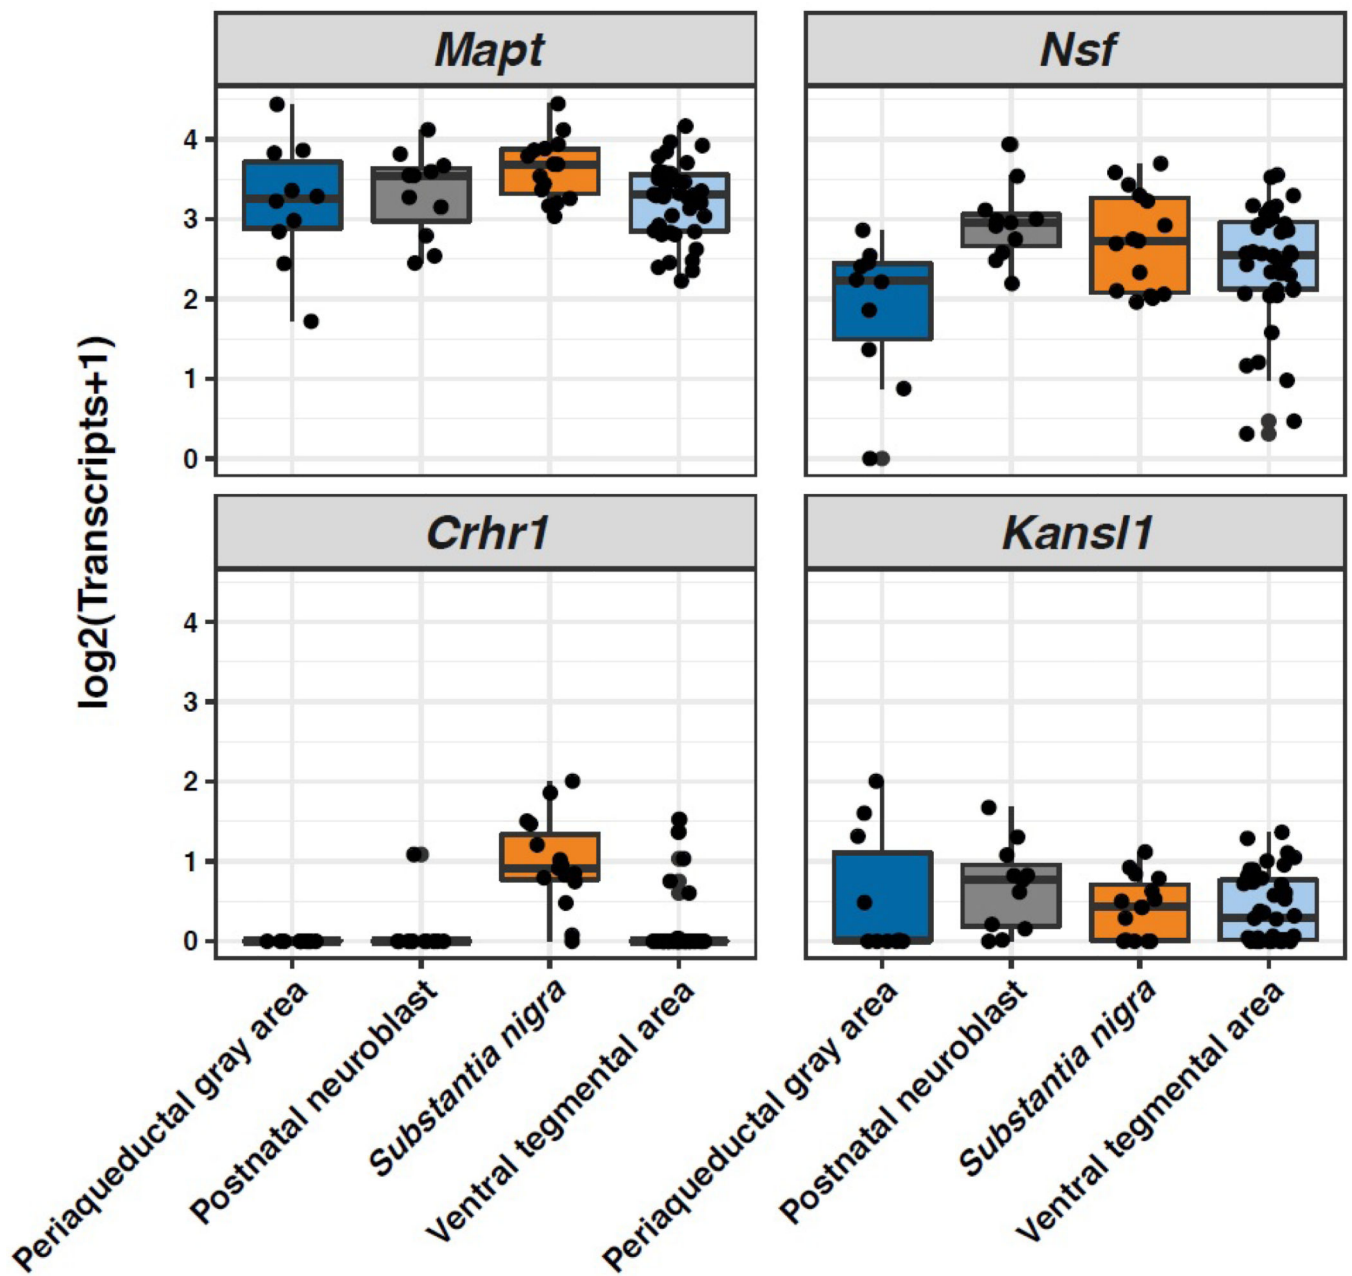 Mapt
Nsf
4
3
2
1
0
Crhr1
Kansl1
4
3
2
1
0
log2(Transcripts+1)
Periaqueductal gray area
Postnatal neuroblast
Substantia nigra
Ventral tegmental area
Periaqueductal gray area
Postnatal neuroblast
Substantia nigra
Ventral tegmental area